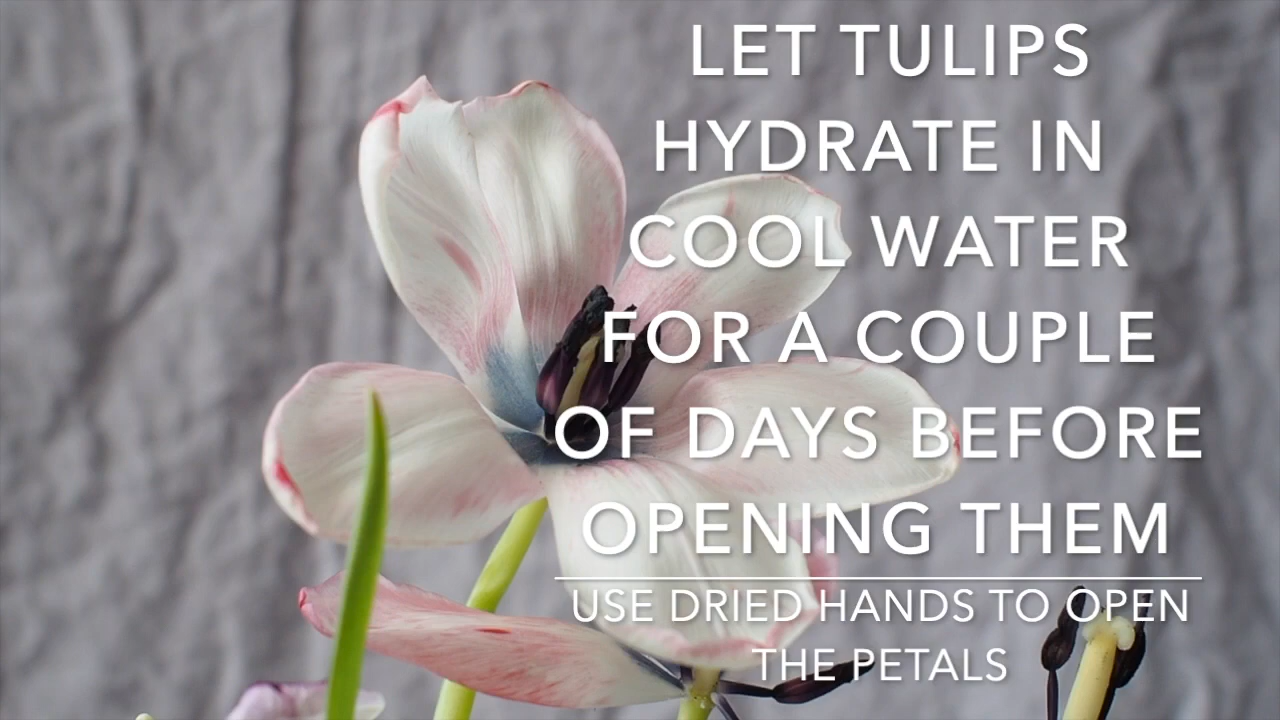 LET TULIPS
HYDRATE IN
COOL WATER
FOR A COUPLE
OF DAYS BEFORE
OPENING THEM
USE DRIED HANDS TO OPEN
THE PETALS